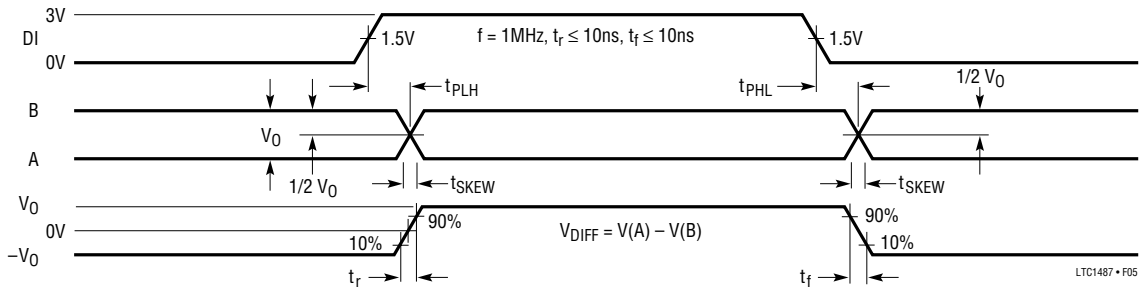 3V
DI
0V
1.5V
f = 1MHz, tr ≤ 10ns, tf ≤ 10ns
1.5V
tPLH
tPHL
1/2 VO
B
VO
A
1/2 VO
tSKEW
tSKEW
VO
0V
–VO
10%
90%
VDIFF = V(A) – V(B)
90%
10%
tr
tf
LTC1487 • F05